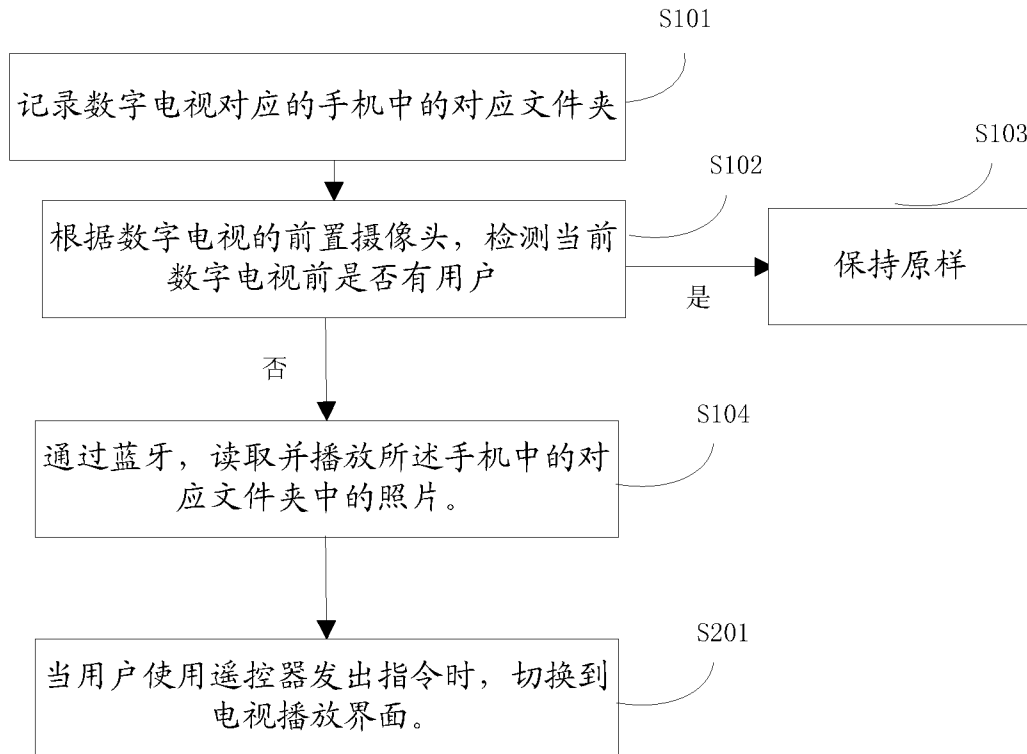 S101
记录数字电视对应的手机中的对应文件夹
S102
S103
根据数字电视的前置摄像头，检测当前
数字电视前是否有用户
保持原样
是
否
S104
通过蓝牙，读取并播放所述手机中的对
应文件夹中的照片。
S201
当用户使用遥控器发出指令时，切换到
电视播放界面。